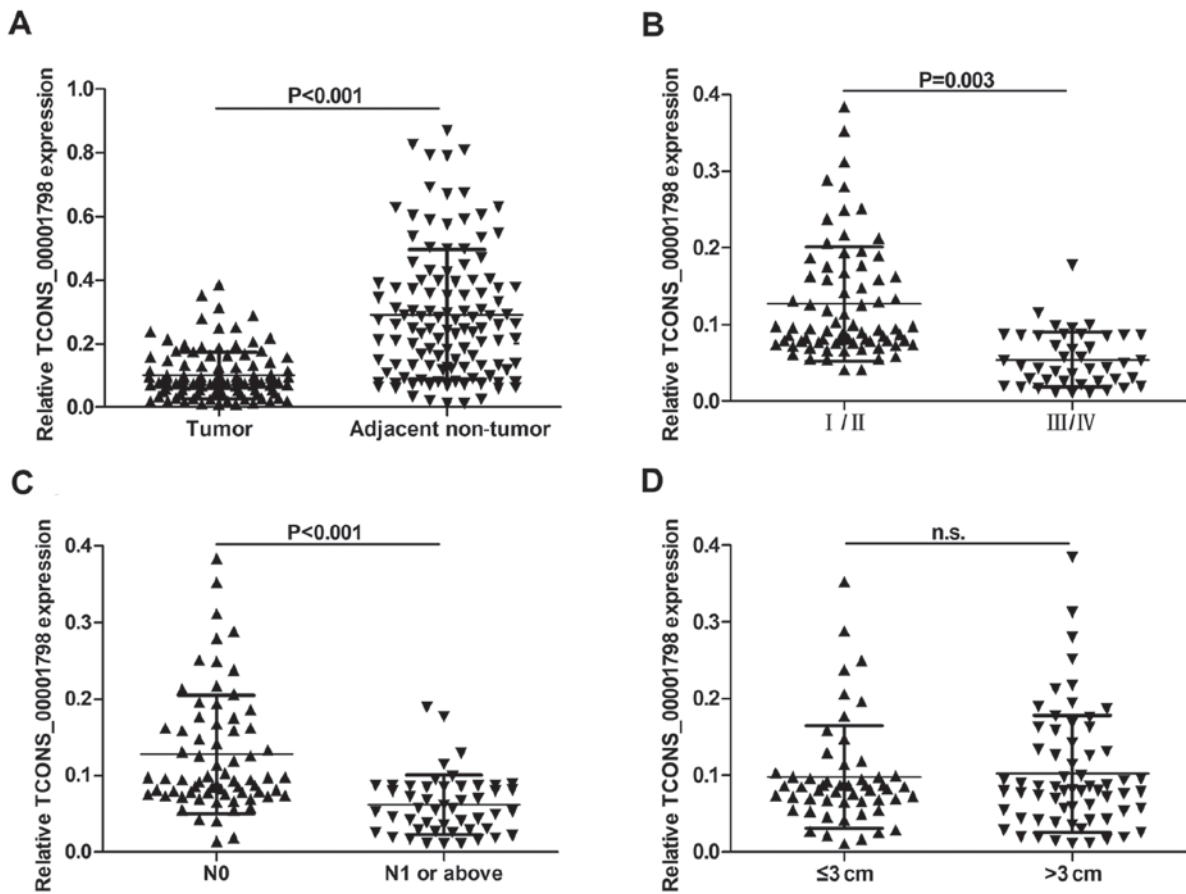 A
Relative TCONS_00001798 expression
1.0
0.8
0.6
0.4
0.2
0.0
P<0.001
Tumor
Adjacent non-tumor
B
Relative TCONS_00001798 expression
0.4
0.3
0.2
0.1
0.0
P=0.003
Ⅰ/Ⅱ
Ⅲ/Ⅳ
C
Relative TCONS_00001798 expression
0.4
0.3
0.2
0.1
0.0
P<0.001
N0
N1 or above
D
Relative TCONS_00001798 expression
0.4
0.3
0.2
0.1
0.0
n.s.
≤3 cm
>3 cm